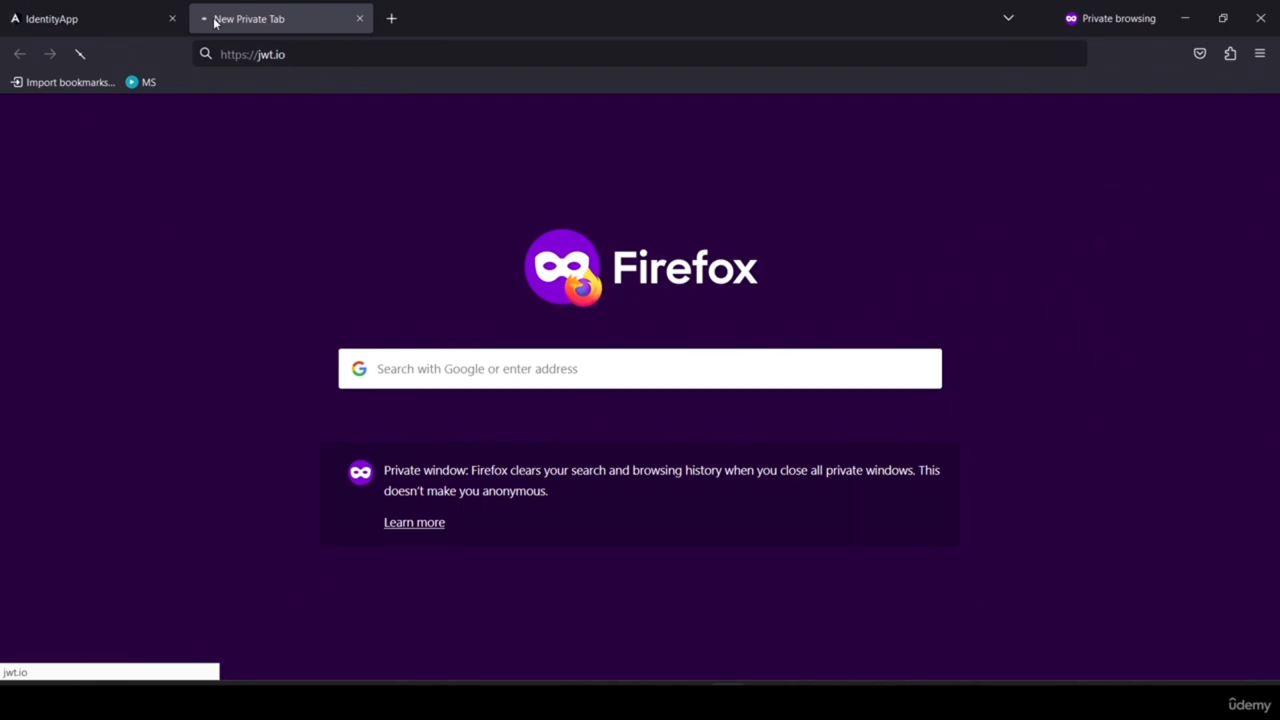 IdentityApp
New Private Tab
Private browsing
https://jwt.io
Import bookmarks...
MS
Firefox
Search with Google or enter address
Private window: Firefox clears your search and browsing history when you close all private windows. This
doesn't make you anonymous.
Learn more
jwt.io
ûdemy